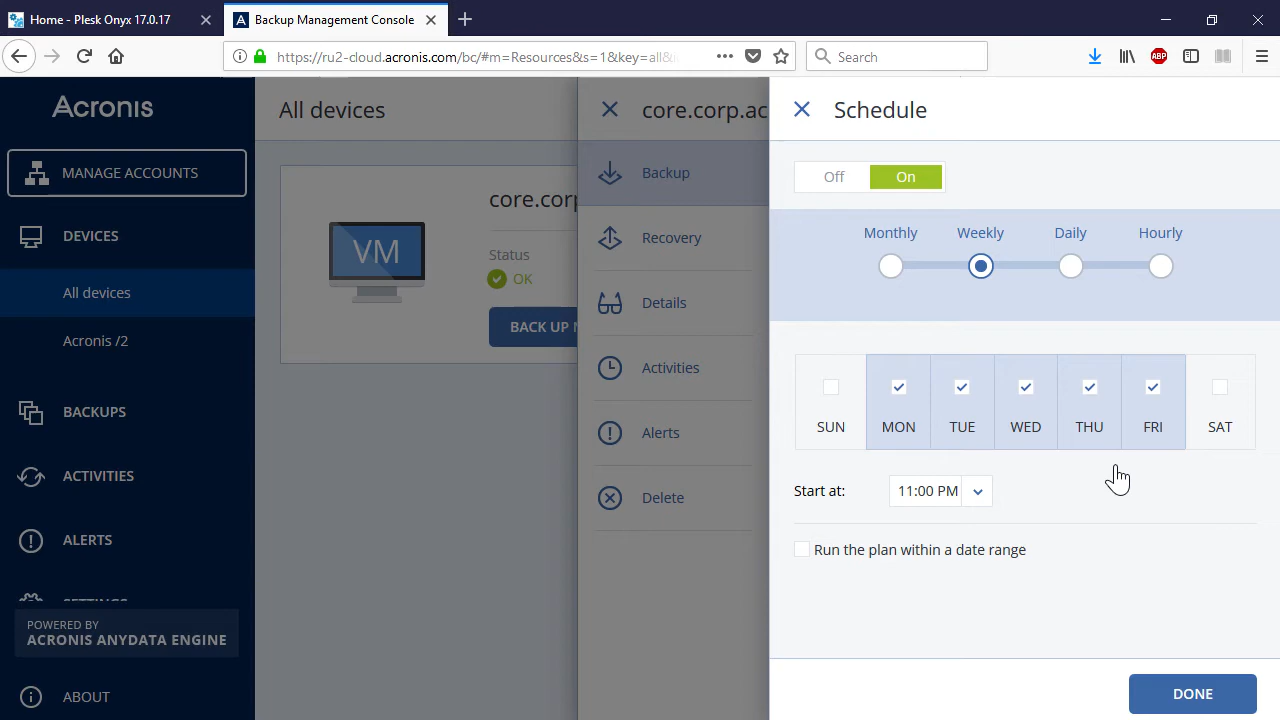 Home - Plesk Onyx 17.0.17
Backup Management Console
https://ru2-cloud.acronis.com/bc/#m=Resources&s=1&key=all&
Search
Acronis
MANAGE ACCOUNTS
DEVICES
All devices
Acronis /2
BACKUPS
ACTIVITIES
ALERTS
SETTINGS
POWERED BY
ACRONIS ANYDATA ENGINE
ABOUT
All devices
VM
core.corp
Status
OK
BACK UP N
core.corp.ac
Backup
Recovery
Details
Activities
Alerts
Delete
Schedule
Off On
Monthly Weekly Daily Hourly
SUN MON TUE WED THU FRI SAT
Start at: 11:00 PM
Run the plan within a date range
DONE
ABP